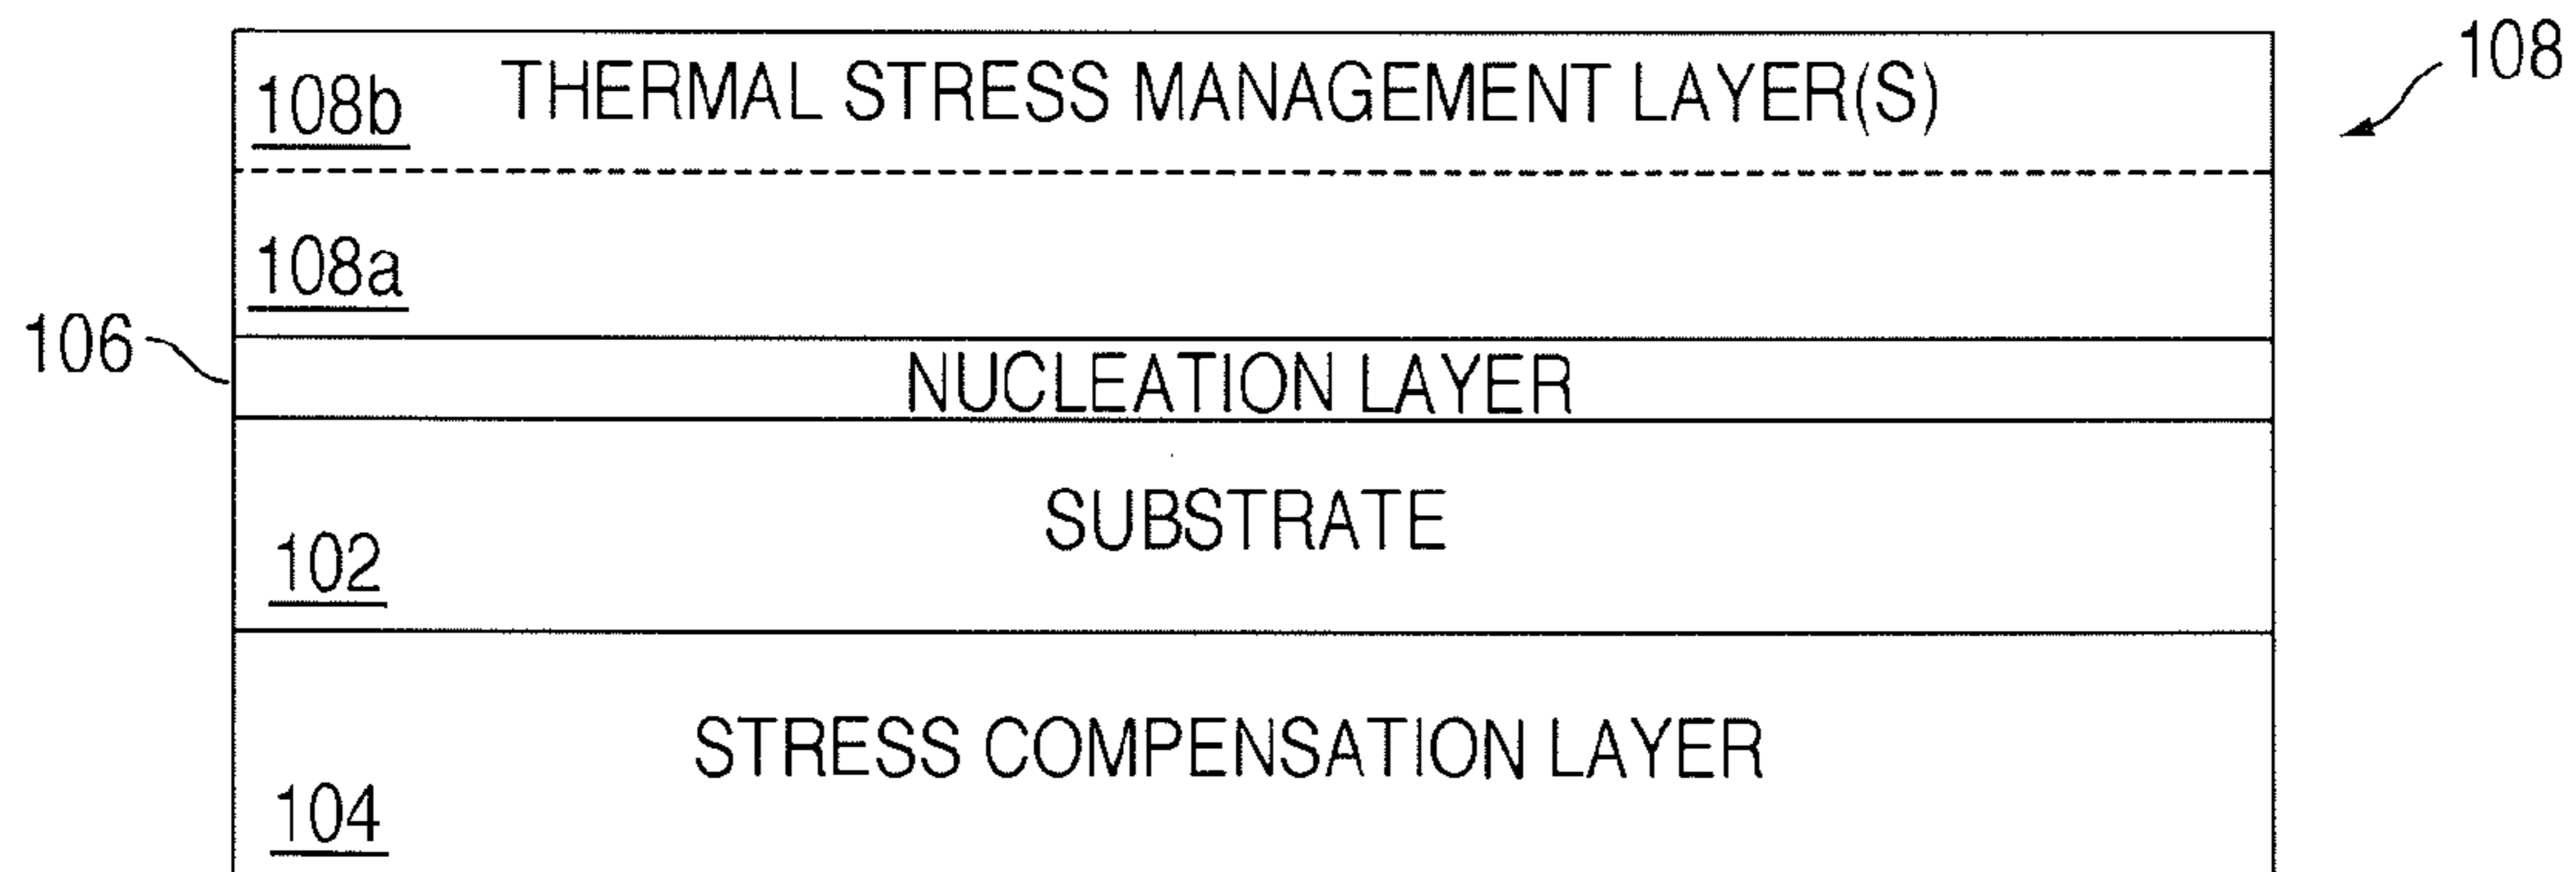 108
108b THERMAL STRESS MANAGEMENT LAYER(S)
108a
106
NUCLEATION LAYER
SUBSTRATE
102
STRESS COMPENSATION LAYER
104